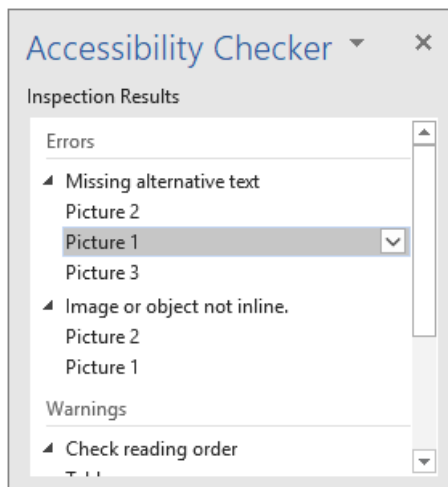 Accessibility Checker
Inspection Results
Errors
Missing alternative text
Picture 2
Picture 1
Picture 3
Image or object not inline.
Picture 2
Picture 1
Warnings
Check reading order